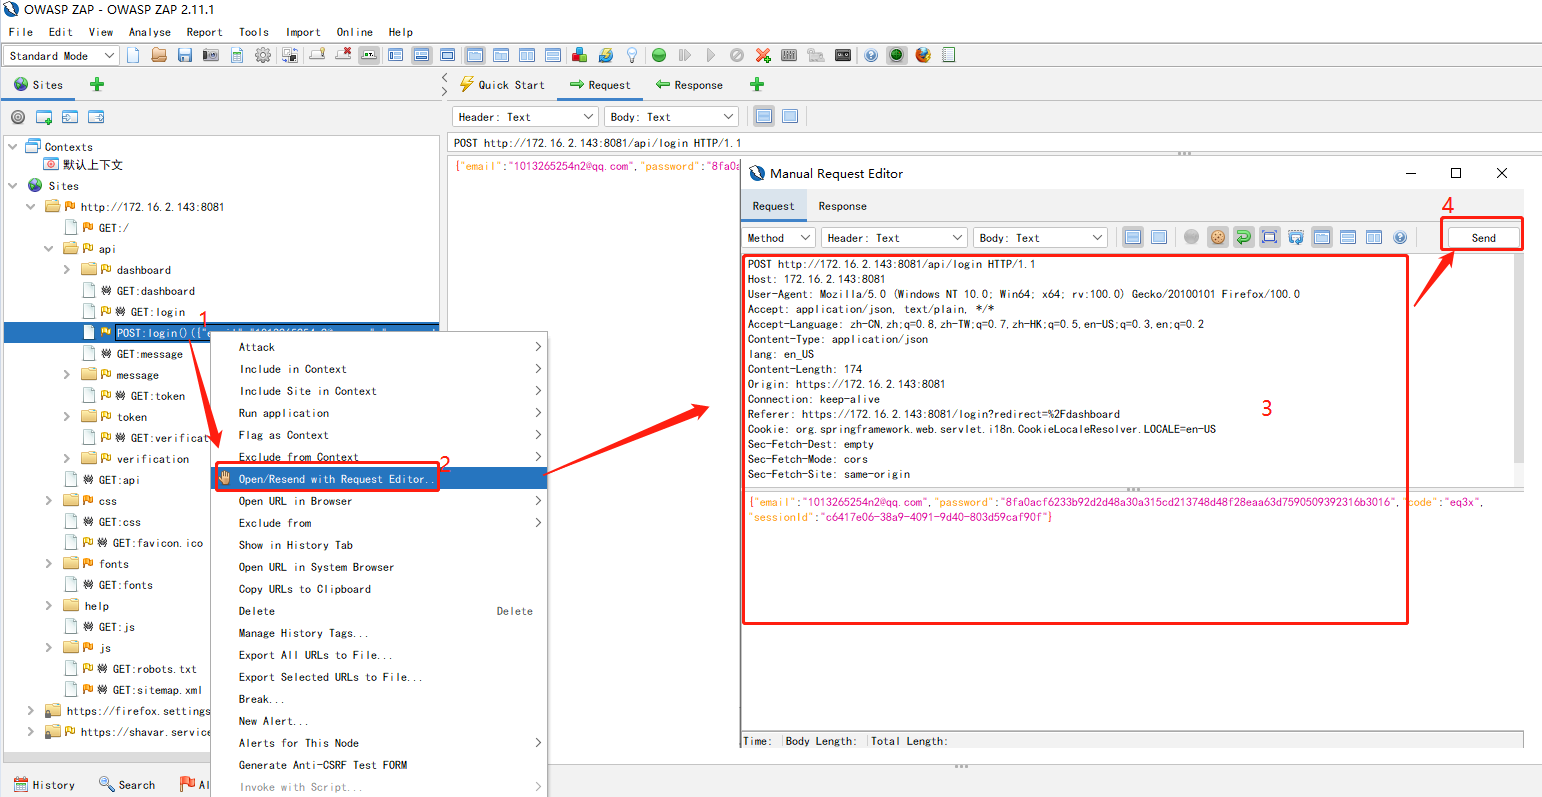 OWASP ZAP - OWASP ZAP 2.11.1
File Edit View Analyse Report Tools Import Online Help
Standard Mode
Sites
Quick Start Request Response
Header: Text Body: Text
Contexts
默认上下文
Sites
http://172.16.2.143:8081
GET:/
api
dashboard
GET:dashboard
GET:login
POST:login()({"email":"1013265254n2@
GET:message
message
GET:token
token
GET:verificat
verification
GET:api
css
GET:css
GET:favicon.ico
fonts
GET:fonts
help
GET:js
js
GET:robots.txt
GET:sitemap.xml
https://firefox.settings
https://shavar.service
History Search Al
1
Attack
Include in Context
Include Site in Context
Run application
Flag as Context
Exclude from Context
2
Open/Resend with Request Editor..
Open URL in Browser
Exclude from
Show in History Tab
Open URL in System Browser
Copy URLs to Clipboard
Delete Delete
Manage History Tags...
Export All URLs to File...
Export Selected URLs to File...
Break...
New Alert...
Alerts for This Node
Generate Anti-CSRF Test FORM
Invoke with Script...
POST http://172.16.2.143:8081/api/login HTTP/1.1
{"email":"1013265254n2@qq.com","password":"8fa0a
Manual Request Editor
Request Response
4
Method Header: Text Body: Text Send
POST http://172.16.2.143:8081/api/login HTTP/1.1
Host: 172.16.2.143:8081
User-Agent: Mozilla/5.0 (Windows NT 10.0; Win64; x64; rv:100.0) Gecko/20100101 Firefox/100.0
Accept: application/json, text/plain, */*
Accept-Language: zh-CN,zh;q=0.8,zh-TW;q=0.7,zh-HK;q=0.5,en-US;q=0.3,en;q=0.2
Content-Type: application/json
lang: en_US
Content-Length: 174
Origin: https://172.16.2.143:8081
Connection: keep-alive
Referer: https://172.16.2.143:8081/login?redirect=%2Fdashboard
Cookie: org.springframework.web.servlet.i18n.CookieLocaleResolver.LOCALE=en-US
Sec-Fetch-Dest: empty
Sec-Fetch-Mode: cors
Sec-Fetch-Site: same-origin
3
{"email":"1013265254n2@qq.com","password":"8fa0acf6233b92d2d48a30a315cd213748d48f28eaa63d7590509392316b3016","code":"eq3x",
"sessionId":"c6417e06-38a9-4091-9d40-803d59caf90f"}
Time: Body Length: Total Length: